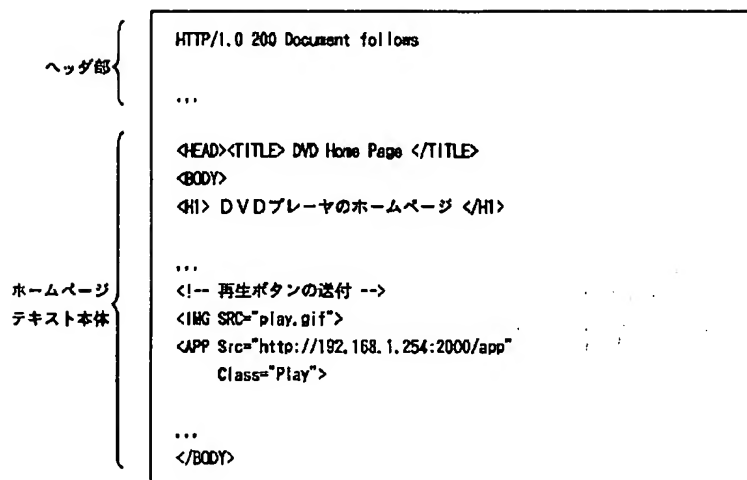 ヘッダ部
HTTP/1.0 200 Document follows
...
ホームページ
テキスト本体
<HEAD><TITLE> DVD Home Page </TITLE>
<BODY>
<H1> DVDプレーヤのホームページ </H1>
...
<!-- 再生ボタンの送付 -->
<IMG SRC="play.gif">
<APP Src="http://192.168.1.254:2000/app"
Class="Play">
...
</BODY>